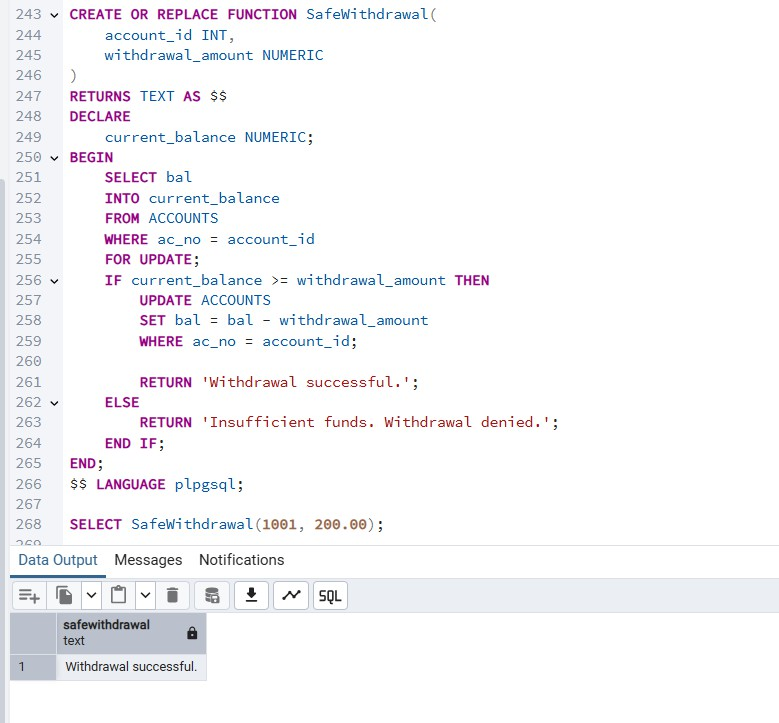 243 CREATE OR REPLACE FUNCTION SafeWithdrawal(
244     account_id INT,
245     withdrawal_amount NUMERIC
246 )
247 RETURNS TEXT AS $$
248 DECLARE
249     current_balance NUMERIC;
250 BEGIN
251     SELECT bal
252     INTO current_balance
253     FROM ACCOUNTS
254     WHERE ac_no = account_id
255     FOR UPDATE;
256     IF current_balance >= withdrawal_amount THEN
257         UPDATE ACCOUNTS
258         SET bal = bal - withdrawal_amount
259         WHERE ac_no = account_id;
260
261         RETURN 'Withdrawal successful.';
262     ELSE
263         RETURN 'Insufficient funds. Withdrawal denied.';
264     END IF;
265 END;
266 $$ LANGUAGE plpgsql;
267
268 SELECT SafeWithdrawal(1001, 200.00);
269
Data Output Messages Notifications
SQL
safewithdrawal
text
1 Withdrawal successful.